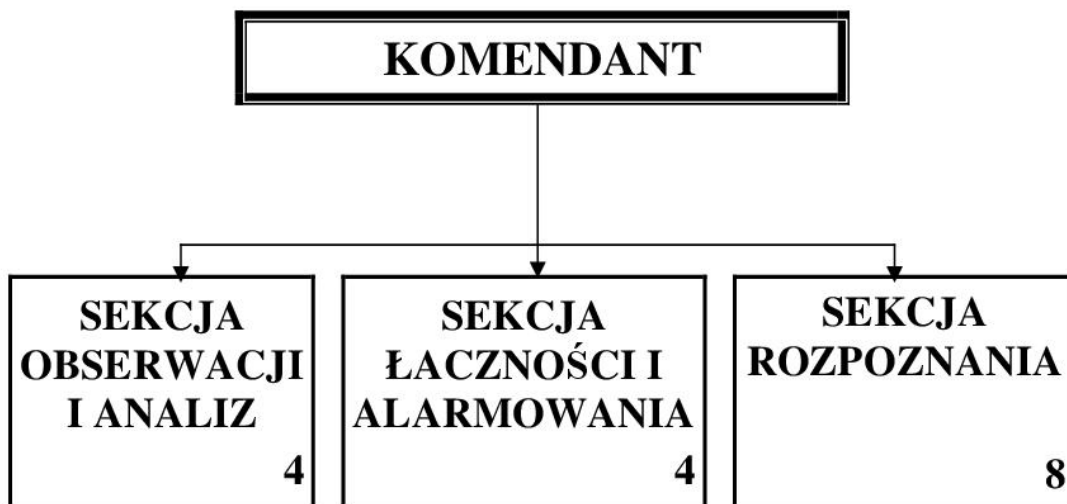 KOMENDANT
SEKCJA
OBSERWACJI
I ANALIZ
4
SEKCJA
ŁACZNOŚCI I
ALARMOWANIA
4
SEKCJA
ROZPOZNANIA
8